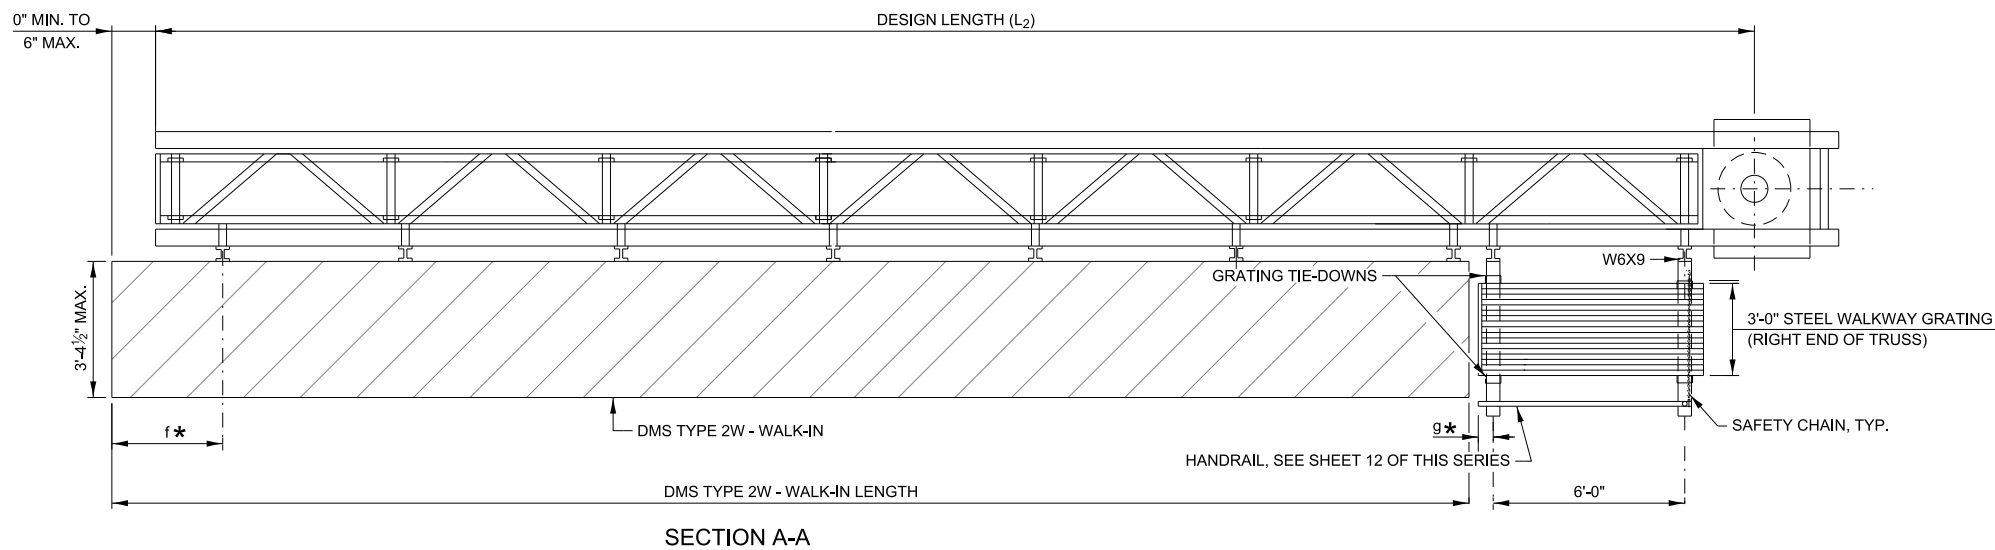 0" MIN. TO
6" MAX.
DESIGN LENGTH (L₂)
W6X9
GRATING TIE-DOWNS
3'-4½" MAX.
3'-0" STEEL WALKWAY GRATING
(RIGHT END OF TRUSS)
f*
DMS TYPE 2W - WALK-IN
g*
SAFETY CHAIN, TYP.
HANDRAIL, SEE SHEET 12 OF THIS SERIES
DMS TYPE 2W - WALK-IN LENGTH
6'-0"
SECTION A-A